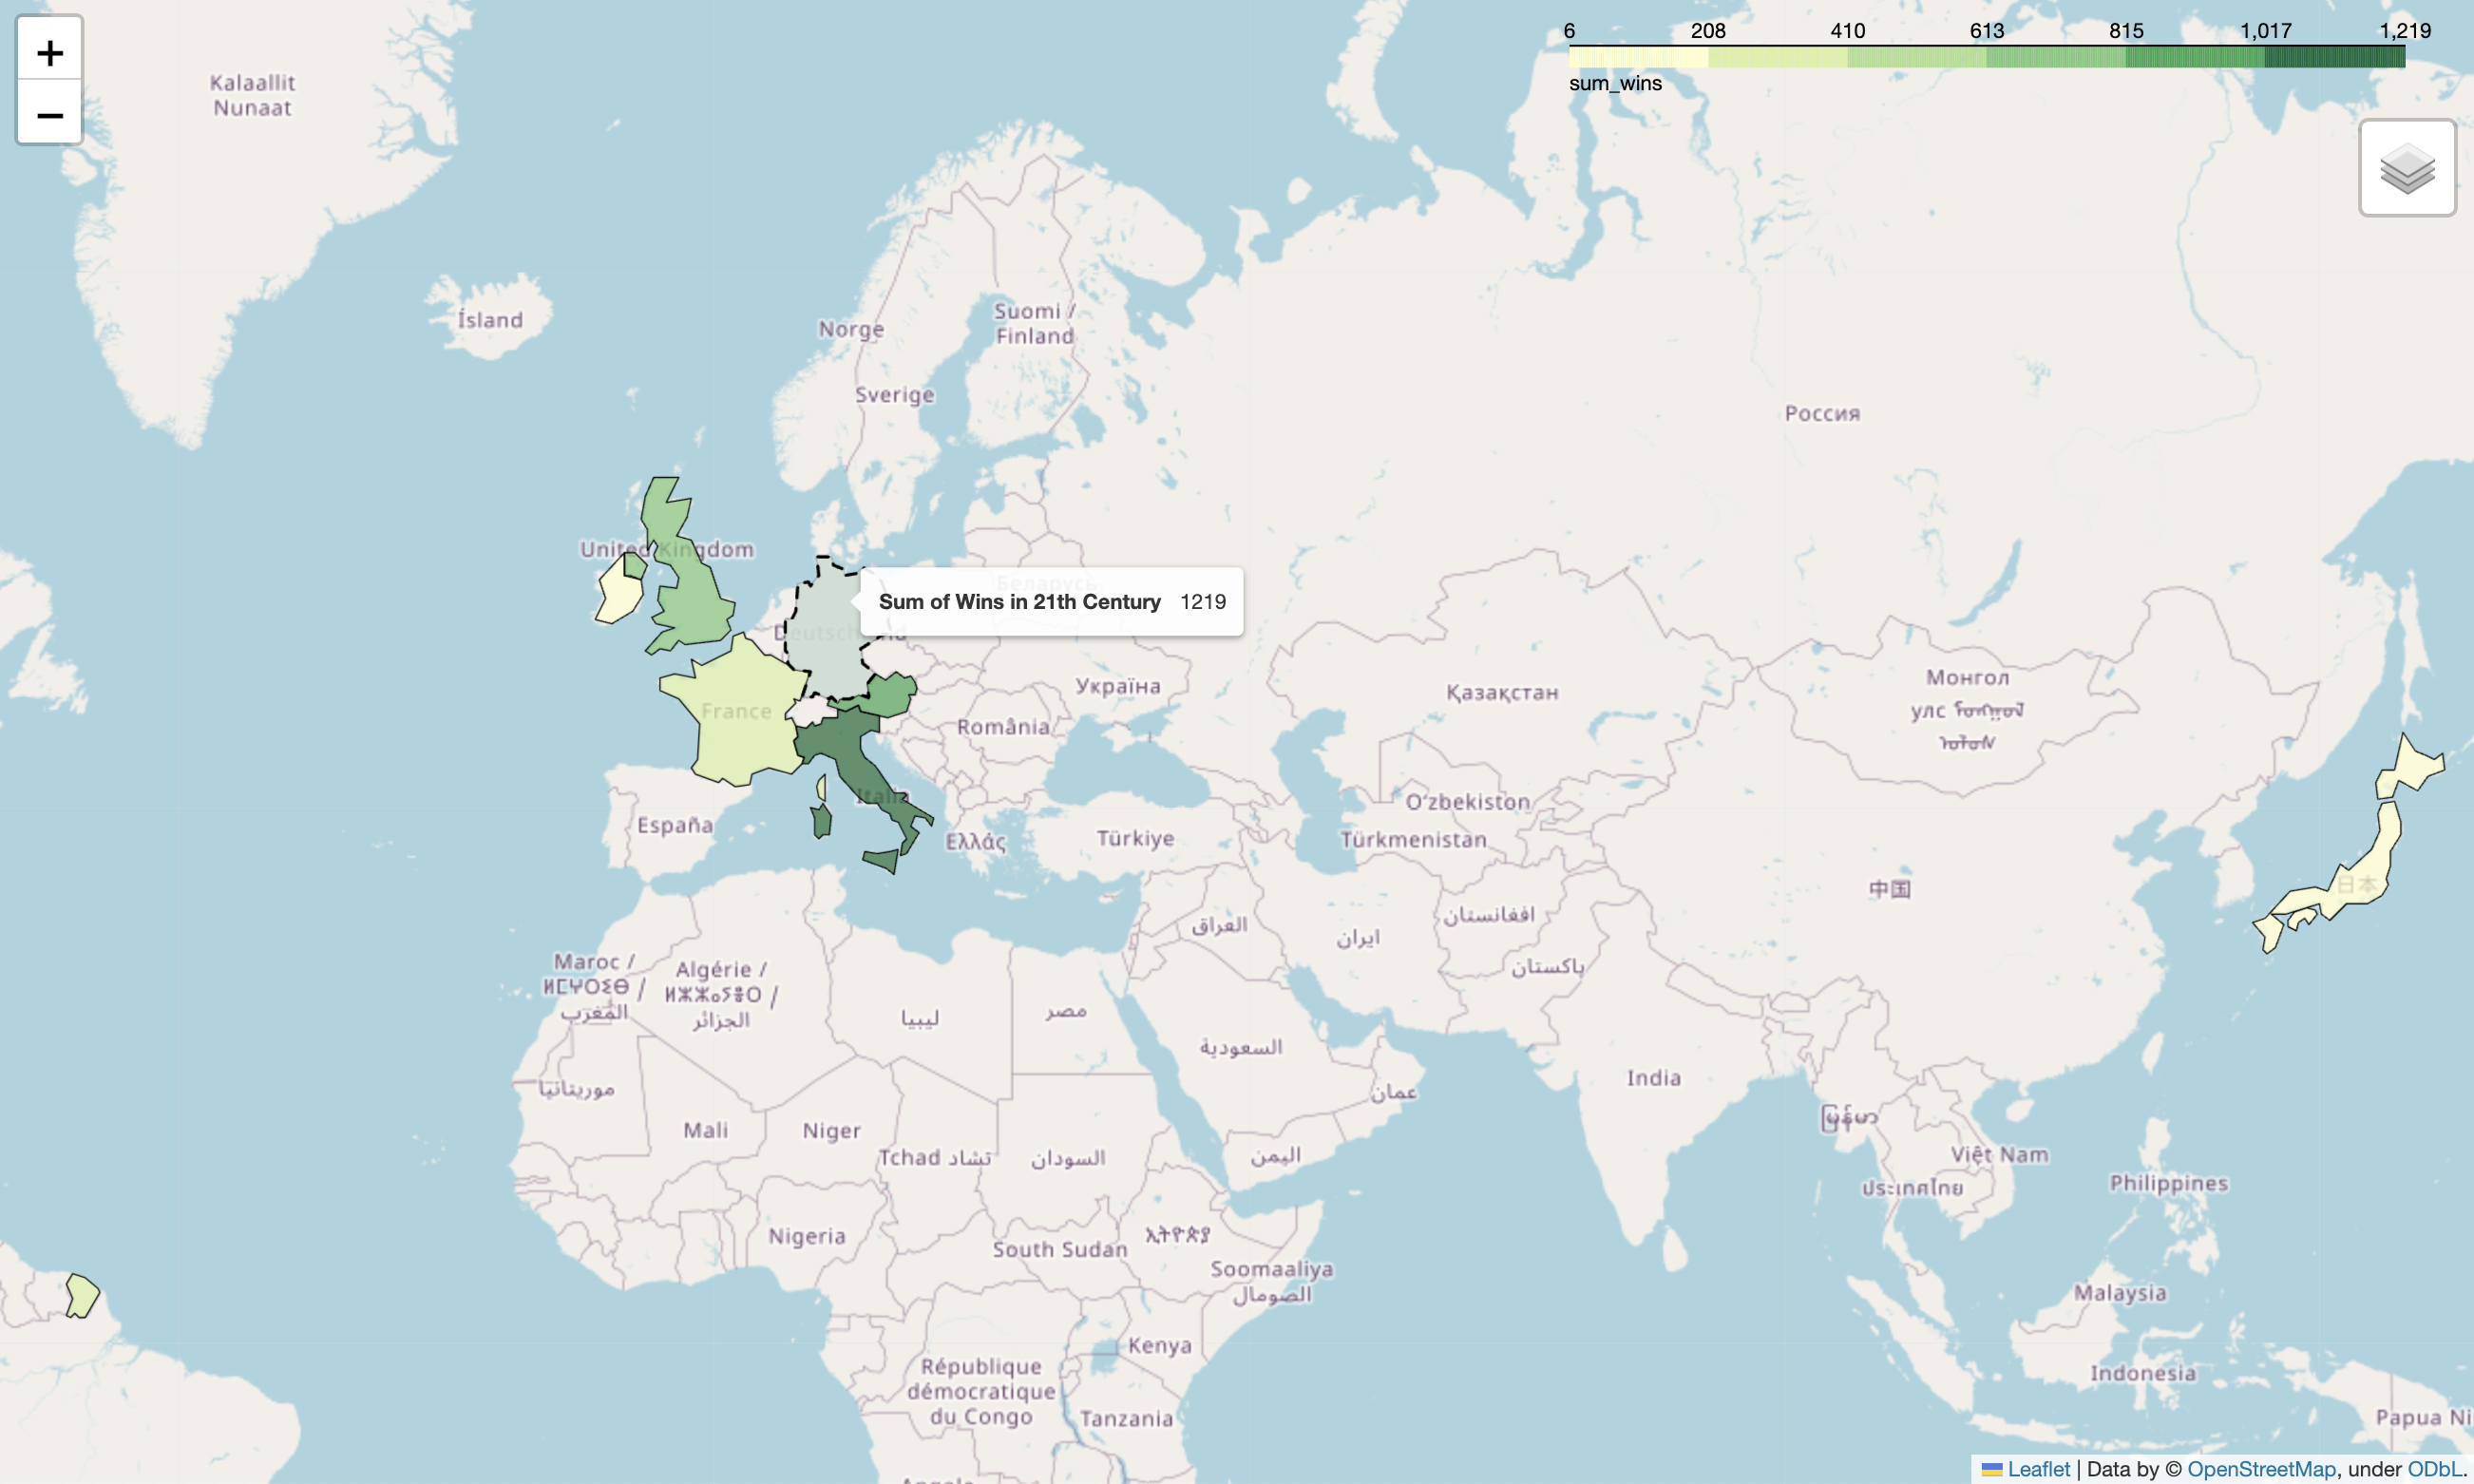 +
−
6 208 410 613 815 1,017 1,219
sum_wins
Kalaallit
Nunaat
Ísland
Norge
Suomi /
Finland
Sverige
Россия
United Kingdom
Беларусь
Sum of Wins in 21th Century 1219
Deutschland
France
Україна
Қазақстан
Монгол
улс
România
Italia
España
Ελλάς
Türkiye
Oʻzbekiston
Türkmenistan
中国
日本
العراق
ایران
افغانستان
پاکستان
Maroc /
ⵍⵎⵖⵔⵉⴱ /
المغرب
Algérie /
ⵍⵣⵣⴰⵢⴻⵔ /
الجزائر
ليبيا
مصر
السعودية
عمان
موريتانيا
Mali
Niger
Tchad تشاد
السودان
اليمن
India
မြန်မာ
Việt Nam
ประเทศไทย
Philippines
Nigeria
South Sudan
ኢትዮጵያ
Soomaaliya
الصومال
Malaysia
Kenya
Indonesia
République
démocratique
du Congo
Tanzania
Papua Ni
Angola
Leaflet | Data by © OpenStreetMap, under ODbL.